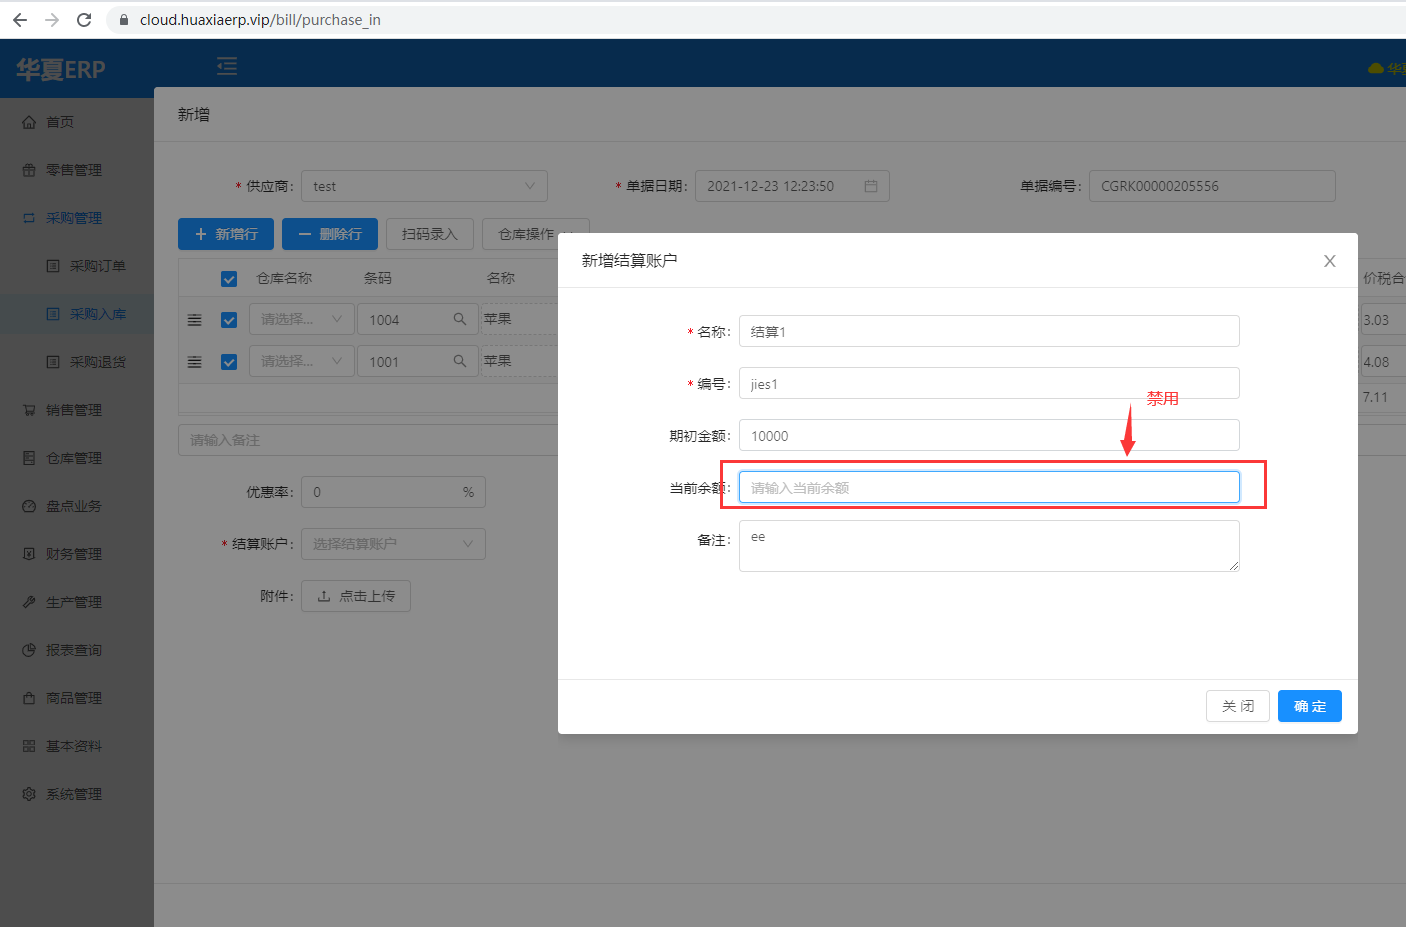 cloud.huaxiaerp.vip/bill/purchase_in
华夏ERP
首页
零售管理
采购管理
采购订单
采购入库
采购退货
销售管理
仓库管理
盘点业务
财务管理
生产管理
报表查询
商品管理
基本资料
系统管理
新增
* 供应商: test
* 单据日期: 2021-12-23 12:23:50
单据编号: CGRK00000205556
+ 新增行 — 删除行 扫码录入 仓库操作
仓库名称 条码 名称 价税合
请选择... 1004 苹果 3.03
请选择... 1001 苹果 4.08
7.11
请输入备注
优惠率: 0 %
* 结算账户: 选择结算账户
附件: 点击上传
新增结算账户 X
* 名称: 结算1
* 编号: jies1
禁用
期初金额: 10000
当前余额: 请输入当前余额
备注: ee
关 闭 确 定